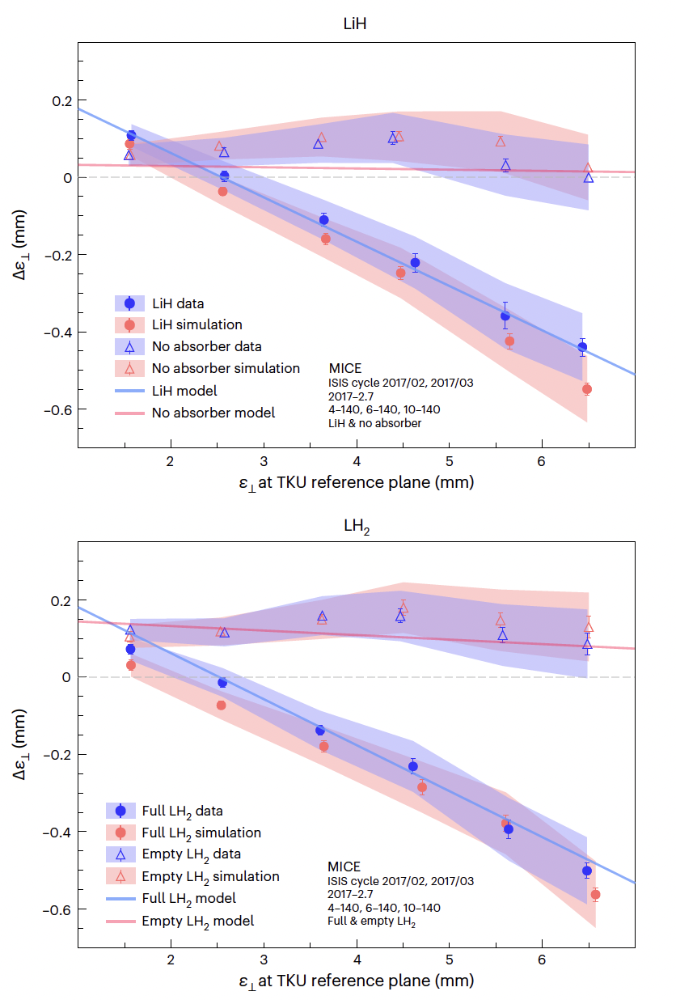 LiH
0.2
0
−0.2
−0.4
−0.6
Δε⊥ (mm)
LiH data
LiH simulation
No absorber data
No absorber simulation
LiH model
No absorber model
MICE
ISIS cycle 2017/02, 2017/03
2017–2.7
4–140, 6–140, 10–140
LiH & no absorber
2 3 4 5 6
ε⊥ at TKU reference plane (mm)
LH₂
0.2
0
−0.2
−0.4
−0.6
Δε⊥ (mm)
Full LH₂ data
Full LH₂ simulation
Empty LH₂ data
Empty LH₂ simulation
Full LH₂ model
Empty LH₂ model
MICE
ISIS cycle 2017/02, 2017/03
2017–2.7
4–140, 6–140, 10–140
Full & empty LH₂
2 3 4 5 6
ε⊥ at TKU reference plane (mm)